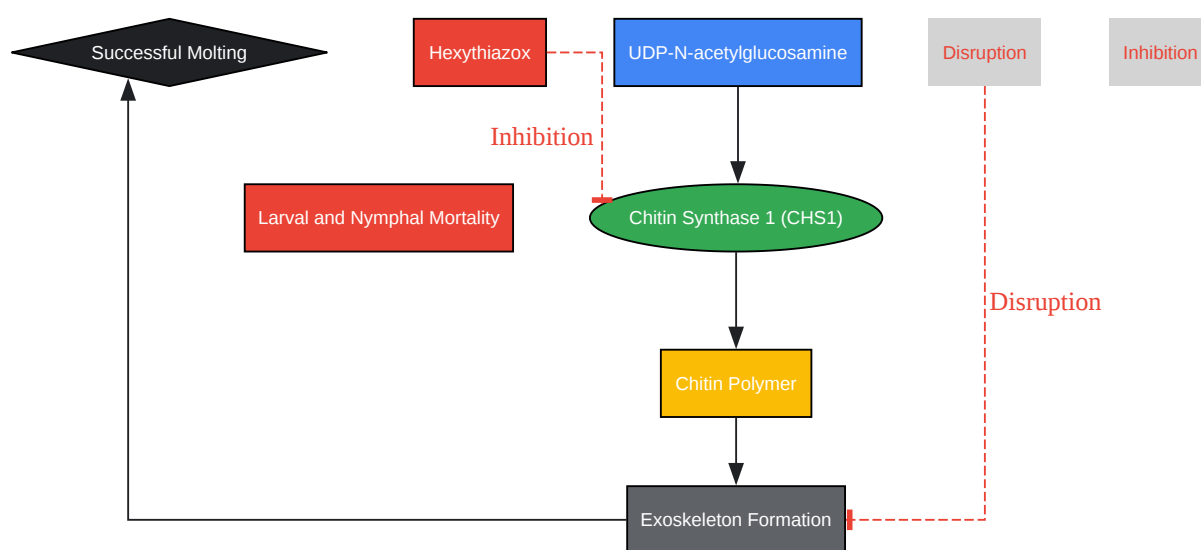 Successful Molting
Hexythiazox
UDP-N-acetylglucosamine
Disruption
Inhibition
Inhibition
Larval and Nymphal Mortality
Chitin Synthase 1 (CHS1)
Disruption
Chitin Polymer
Exoskeleton Formation